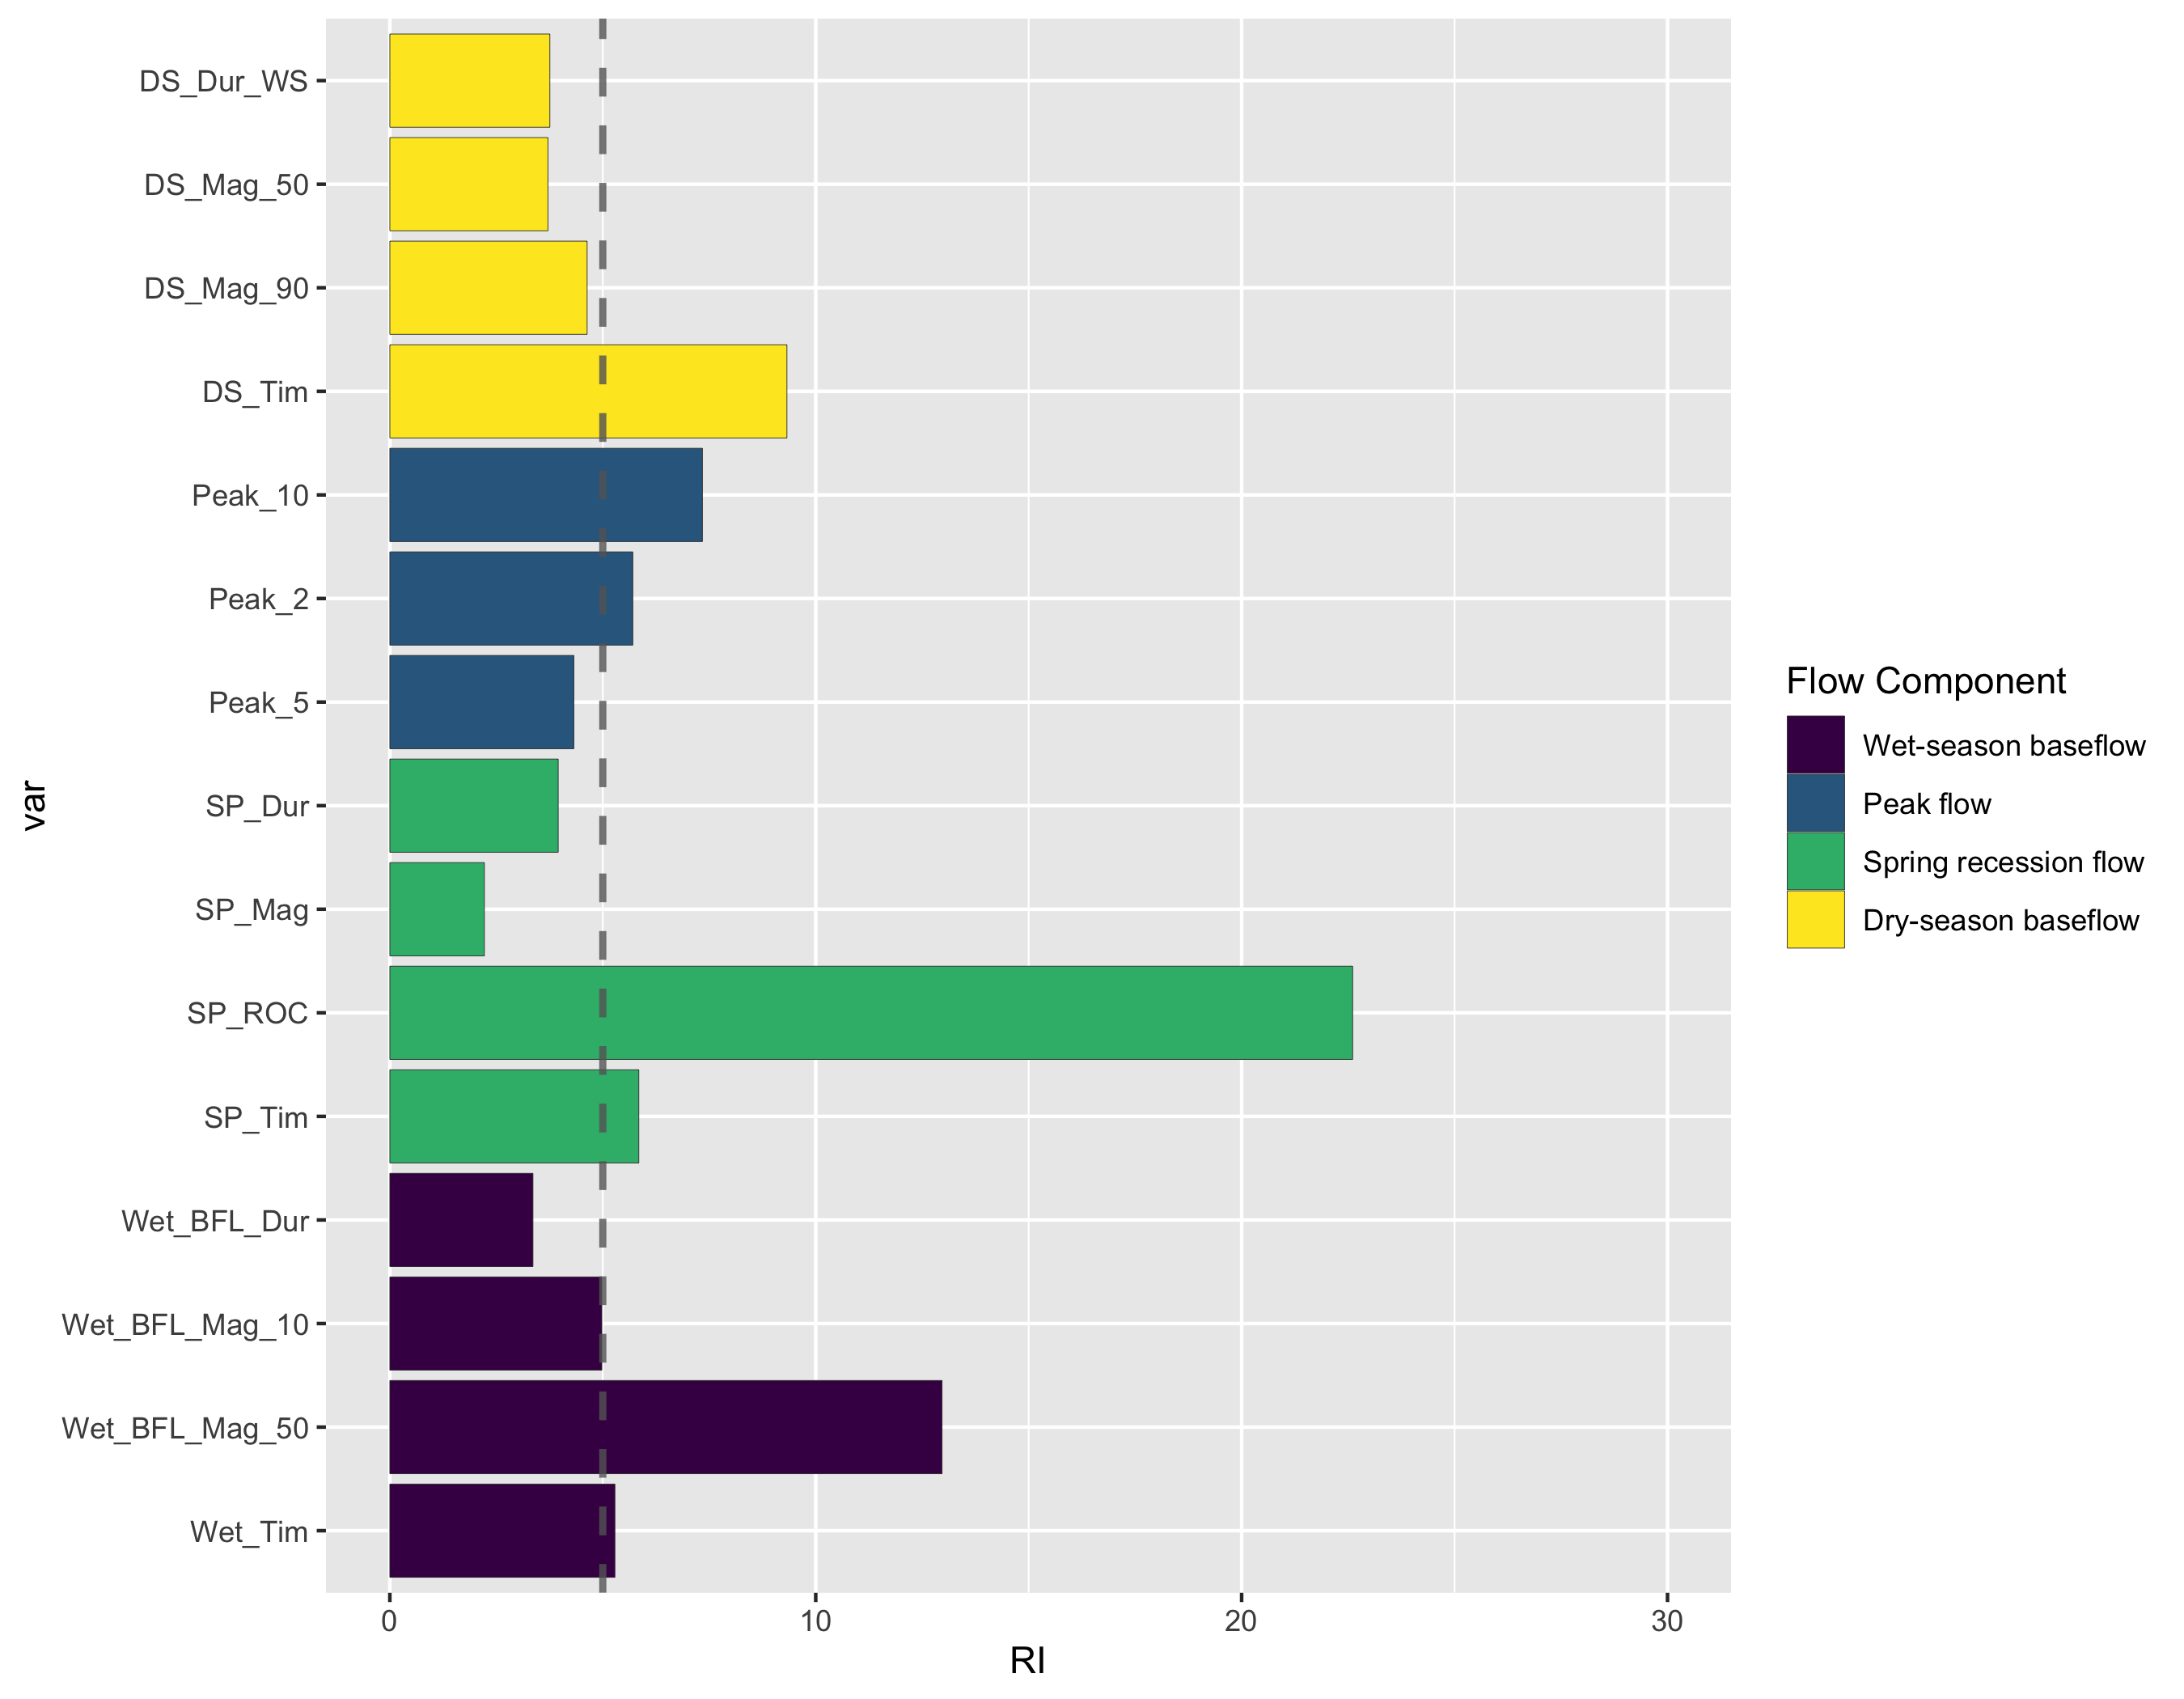 DS_Dur_WS
DS_Mag_50
DS_Mag_90
DS_Tim
Peak_10
Peak_2
Peak_5
SP_Dur
SP_Mag
SP_ROC
SP_Tim
Wet_BFL_Dur
Wet_BFL_Mag_10
Wet_BFL_Mag_50
Wet_Tim
var
0 10 20 30
RI
Flow Component
Wet-season baseflow
Peak flow
Spring recession flow
Dry-season baseflow